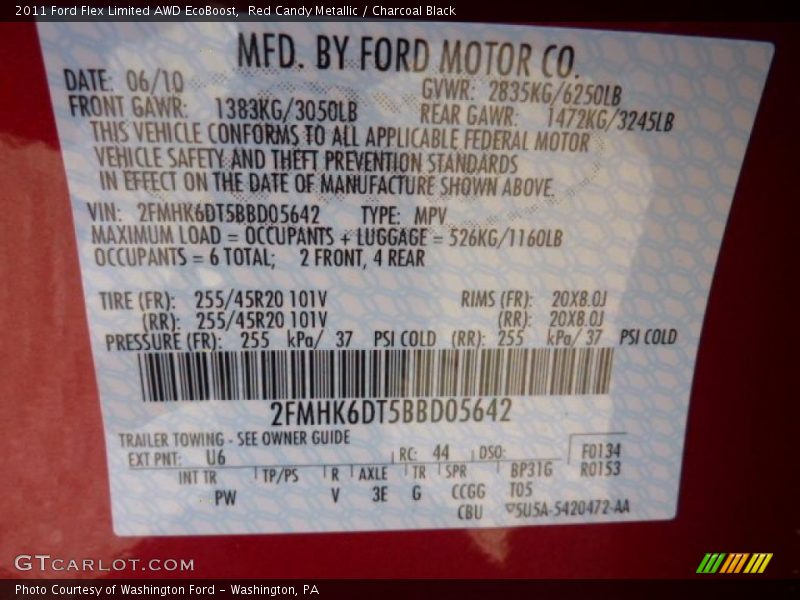 2011 Ford Flex Limited AWD EcoBoost,  Red Candy Metallic / Charcoal Black
MFD. BY FORD MOTOR CO.
DATE: 06/10 GVWR: 2835KG/6250LB
FRONT GAWR: 1383KG/3050LB REAR GAWR: 1472KG/3245LB
THIS VEHICLE CONFORMS TO ALL APPLICABLE FEDERAL MOTOR
VEHICLE SAFETY AND THEFT PREVENTION STANDARDS
IN EFFECT ON THE DATE OF MANUFACTURE SHOWN ABOVE.
VIN: 2FMHK6DT5BBD05642 TYPE: MPV
MAXIMUM LOAD = OCCUPANTS + LUGGAGE = 526KG/1160LB
OCCUPANTS = 6 TOTAL; 2 FRONT, 4 REAR
TIRE (FR): 255/45R20 101V RIMS (FR): 20X8.0J
(RR): 255/45R20 101V (RR): 20X8.0J
PRESSURE (FR): 255 kPa/ 37 PSI COLD (RR): 255 kPa/ 37 PSI COLD
2FMHK6DT5BBD05642
TRAILER TOWING - SEE OWNER GUIDE
EXT PNT: U6 RC: 44 DSO: F0134
INT TR TP/PS R AXLE TR SPR BP31G R0153
PW V 3E G CCGG T05
CBU ▽5U5A-5420472-AA
GTCARLOT.COM
Photo Courtesy of Washington Ford - Washington, PA